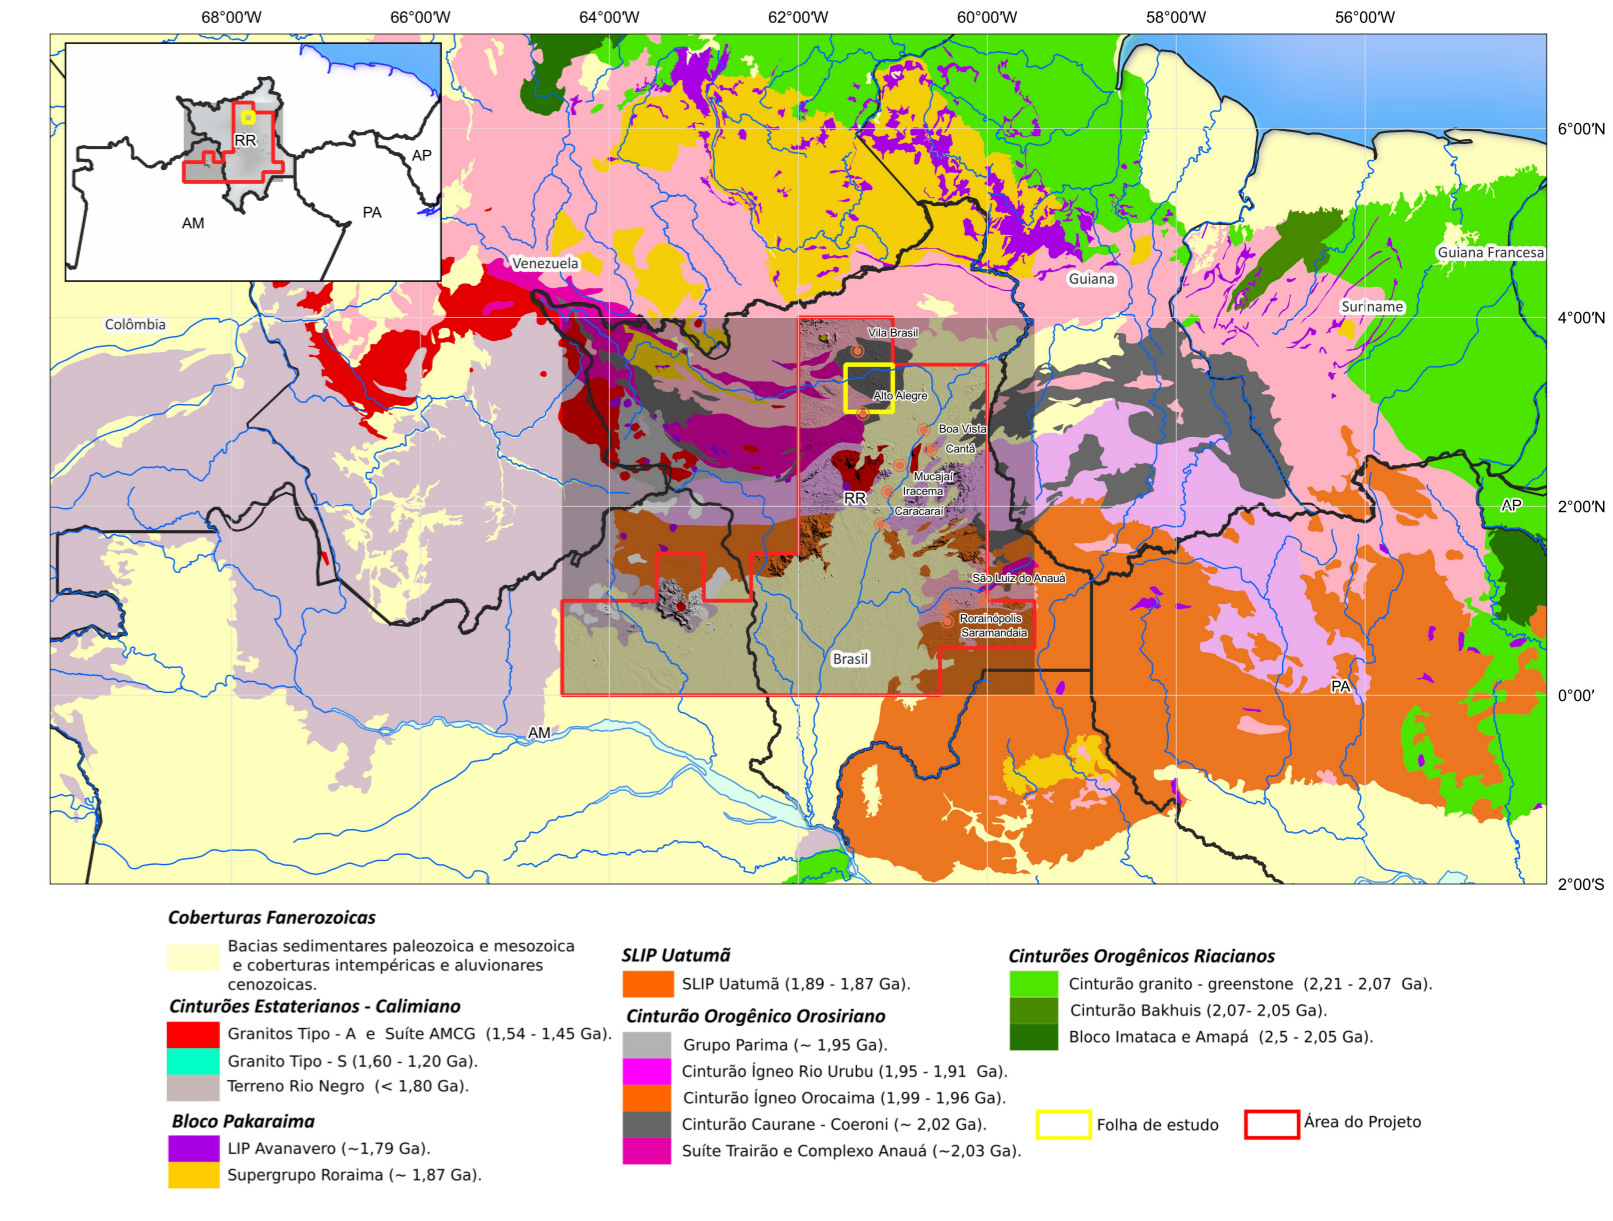 68°00'W 66°00'W 64°00'W 62°00'W 60°00'W 58°00'W 56°00'W
RR
AP
AM
PA
6°00'N
Venezuela
Guiana
Guiana Francesa
Suriname
Colômbia
4°00'N
Vila Brasil
Alto Alegre
Boa Vista
Cantá
Mucajaí
RR
Iracema
Caracaraí
AP
2°00'N
São Luiz do Anauá
Rorainópolis
Saramandaia
Brasil
PA
0°00'
AM
2°00'S
Coberturas Fanerozoicas
Bacias sedimentares paleozoica e mesozoica
e coberturas intempéricas e aluvionares
cenozoicas.
Cinturões Estaterianos - Calimiano
Granitos Tipo - A e Suíte AMCG (1,54 - 1,45 Ga).
Granito Tipo - S (1,60 - 1,20 Ga).
Terreno Rio Negro (< 1,80 Ga).
Bloco Pakaraima
LIP Avanavero (~1,79 Ga).
Supergrupo Roraima (~ 1,87 Ga).
SLIP Uatumã
SLIP Uatumã (1,89 - 1,87 Ga).
Cinturão Orogênico Orosiriano
Grupo Parima (~ 1,95 Ga).
Cinturão Ígneo Rio Urubu (1,95 - 1,91 Ga).
Cinturão Ígneo Orocaima (1,99 - 1,96 Ga).
Cinturão Caurane - Coeroni (~ 2,02 Ga).
Suíte Trairão e Complexo Anauá (~2,03 Ga).
Cinturões Orogênicos Riacianos
Cinturão granito - greenstone (2,21 - 2,07 Ga).
Cinturão Bakhuis (2,07- 2,05 Ga).
Bloco Imataca e Amapá (2,5 - 2,05 Ga).
Folha de estudo
Área do Projeto